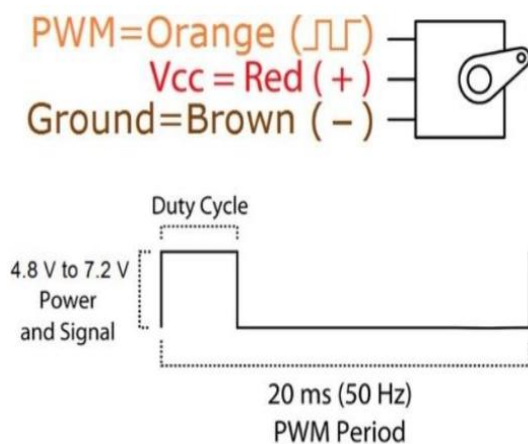 PWM=Orange (⎍⎍)
Vcc = Red (+)
Ground=Brown (−)
Duty Cycle
4.8 V to 7.2 V
Power
and Signal
20 ms (50 Hz)
PWM Period